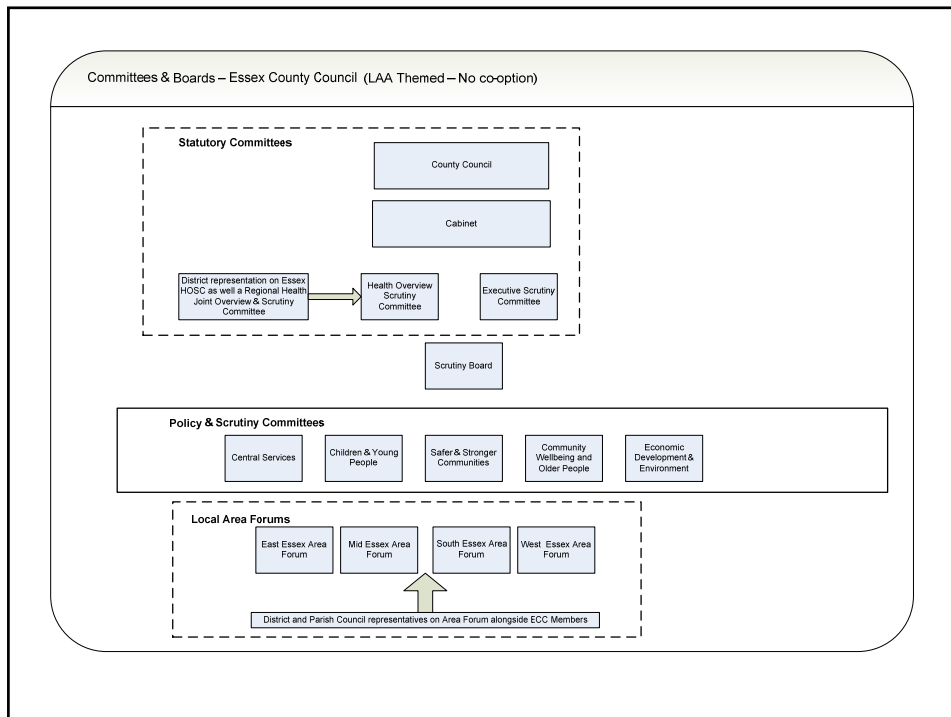 Committees & Boards – Essex County Council (LAA Themed – No co-option)
Statutory Committees
County Council
Cabinet
District representation on Essex
HOSC as well a Regional Health
Joint Overview & Scrutiny
Committee
Health Overview
Scrutiny
Committee
Executive Scrutiny
Committee
Scrutiny Board
Policy & Scrutiny Committees
Central Services
Children & Young
People
Safer & Stronger
Communities
Community
Wellbeing and
Older People
Economic
Development &
Environment
Local Area Forums
East Essex Area
Forum
Mid Essex Area
Forum
South Essex Area
Forum
West Essex Area
Forum
District and Parish Council representatives on Area Forum alongside ECC Members